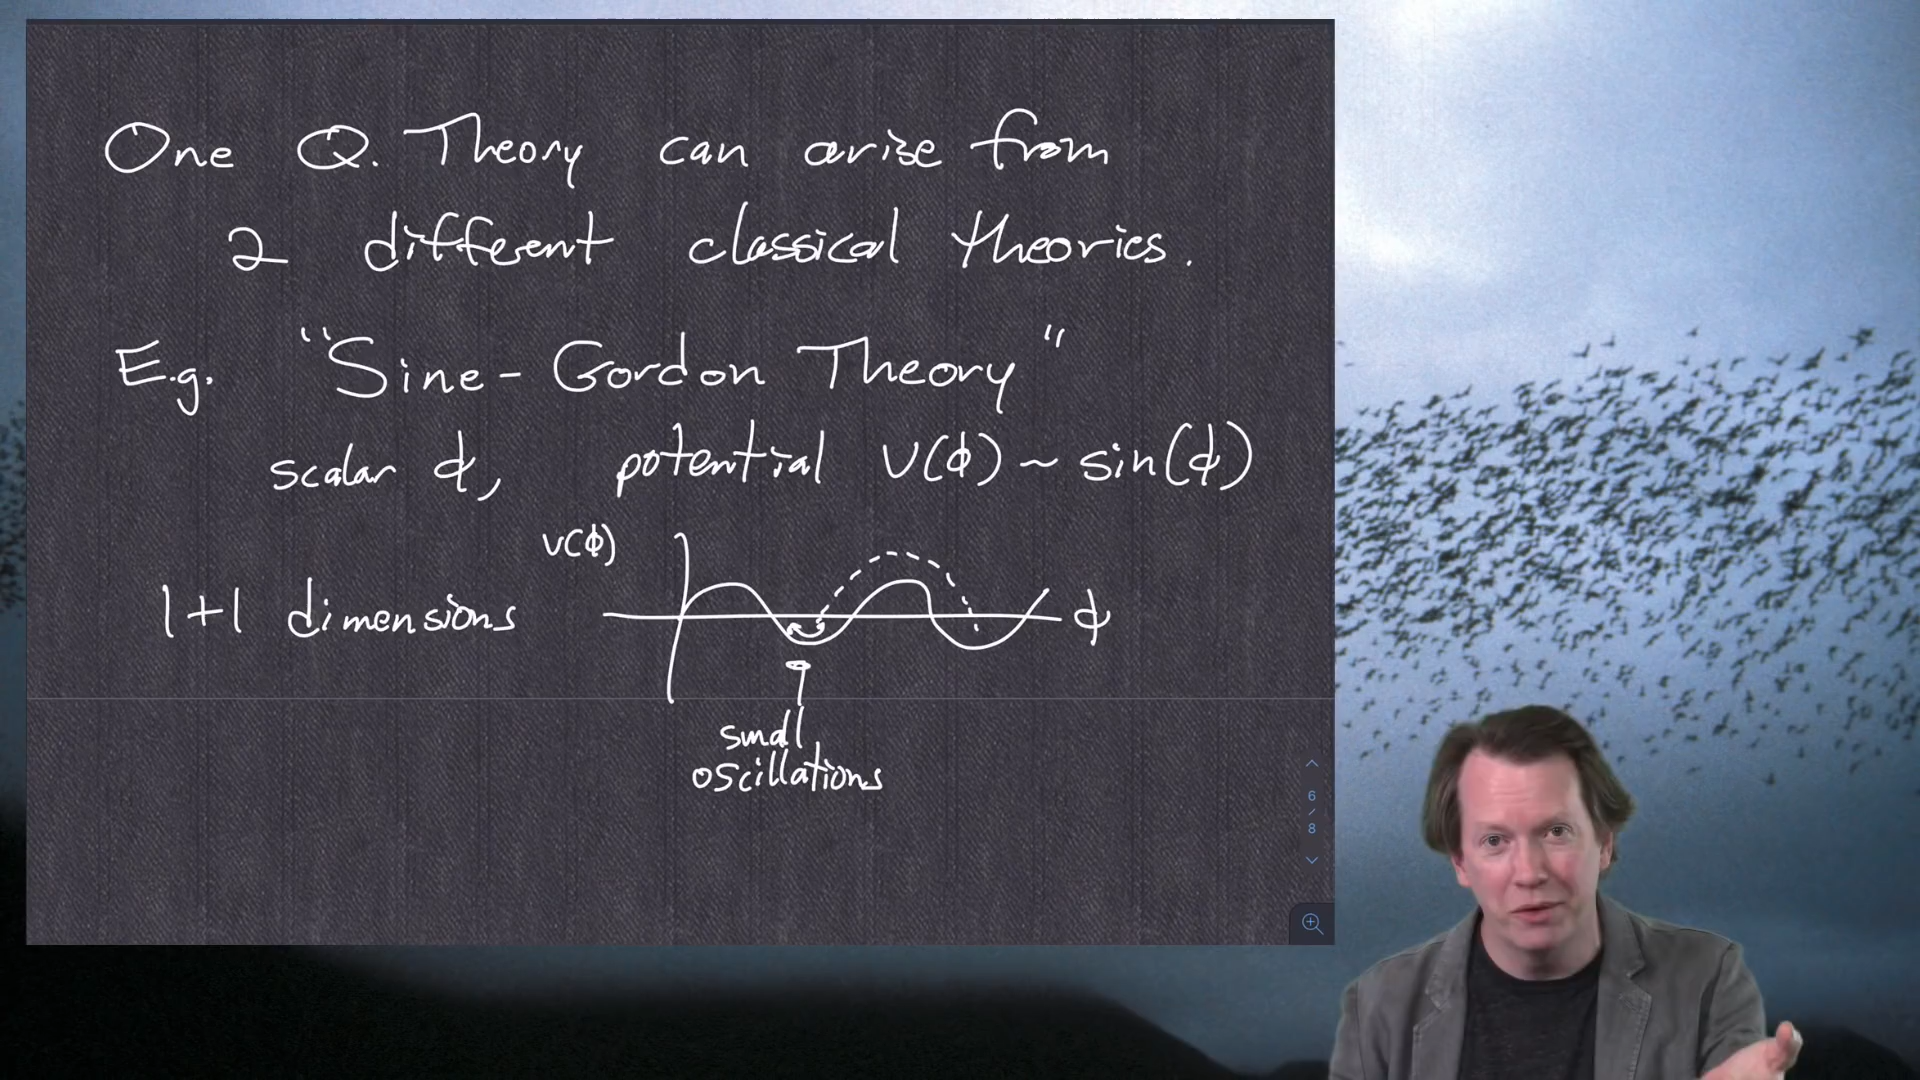 One Q. Theory can arise from
2 different classical theories.
E.g. "Sine-Gordon Theory"
scalar ϕ, potential V(ϕ) ~ sin(ϕ)
V(ϕ)
1+1 dimensions
ϕ
small
oscillations
6
/
8